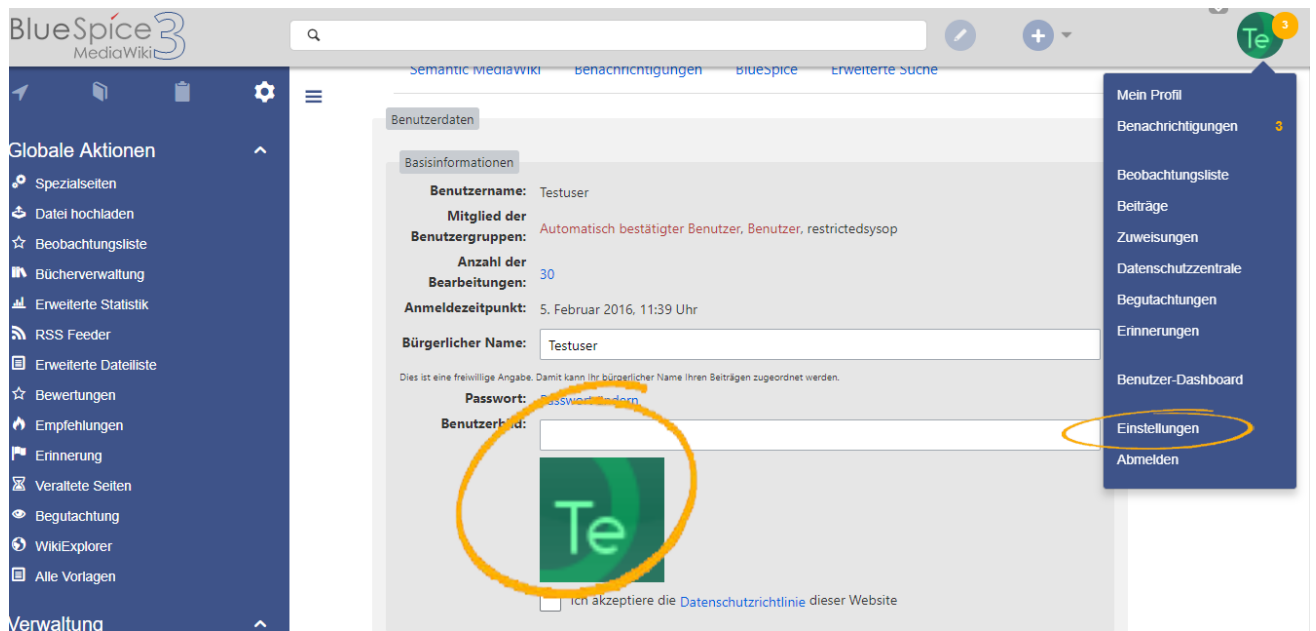 BlueSpice 3
MediaWiki
Te
3
Semantic MediaWiki Benachrichtigungen BlueSpice Erweiterte Suche
Globale Aktionen
Spezialseiten
Datei hochladen
Beobachtungsliste
Bücherverwaltung
Erweiterte Statistik
RSS Feeder
Erweiterte Dateiliste
Bewertungen
Empfehlungen
Erinnerung
Veraltete Seiten
Begutachtung
WikiExplorer
Alle Vorlagen
Verwaltung
Benutzerdaten
Basisinformationen
Benutzername: Testuser
Mitglied der
Benutzergruppen: Automatisch bestätigter Benutzer, Benutzer, restrictedsysop
Anzahl der
Bearbeitungen: 30
Anmeldezeitpunkt: 5. Februar 2016, 11:39 Uhr
Bürgerlicher Name: Testuser
Dies ist eine freiwillige Angabe. Damit kann Ihr bürgerlicher Name Ihren Beiträgen zugeordnet werden.
Passwort: Passwort ändern
Benutzerbild:
Te
Ich akzeptiere die Datenschutzrichtlinie dieser Website
Mein Profil
Benachrichtigungen 3
Beobachtungsliste
Beiträge
Zuweisungen
Datenschutzzentrale
Begutachtungen
Erinnerungen
Benutzer-Dashboard
Einstellungen
Abmelden